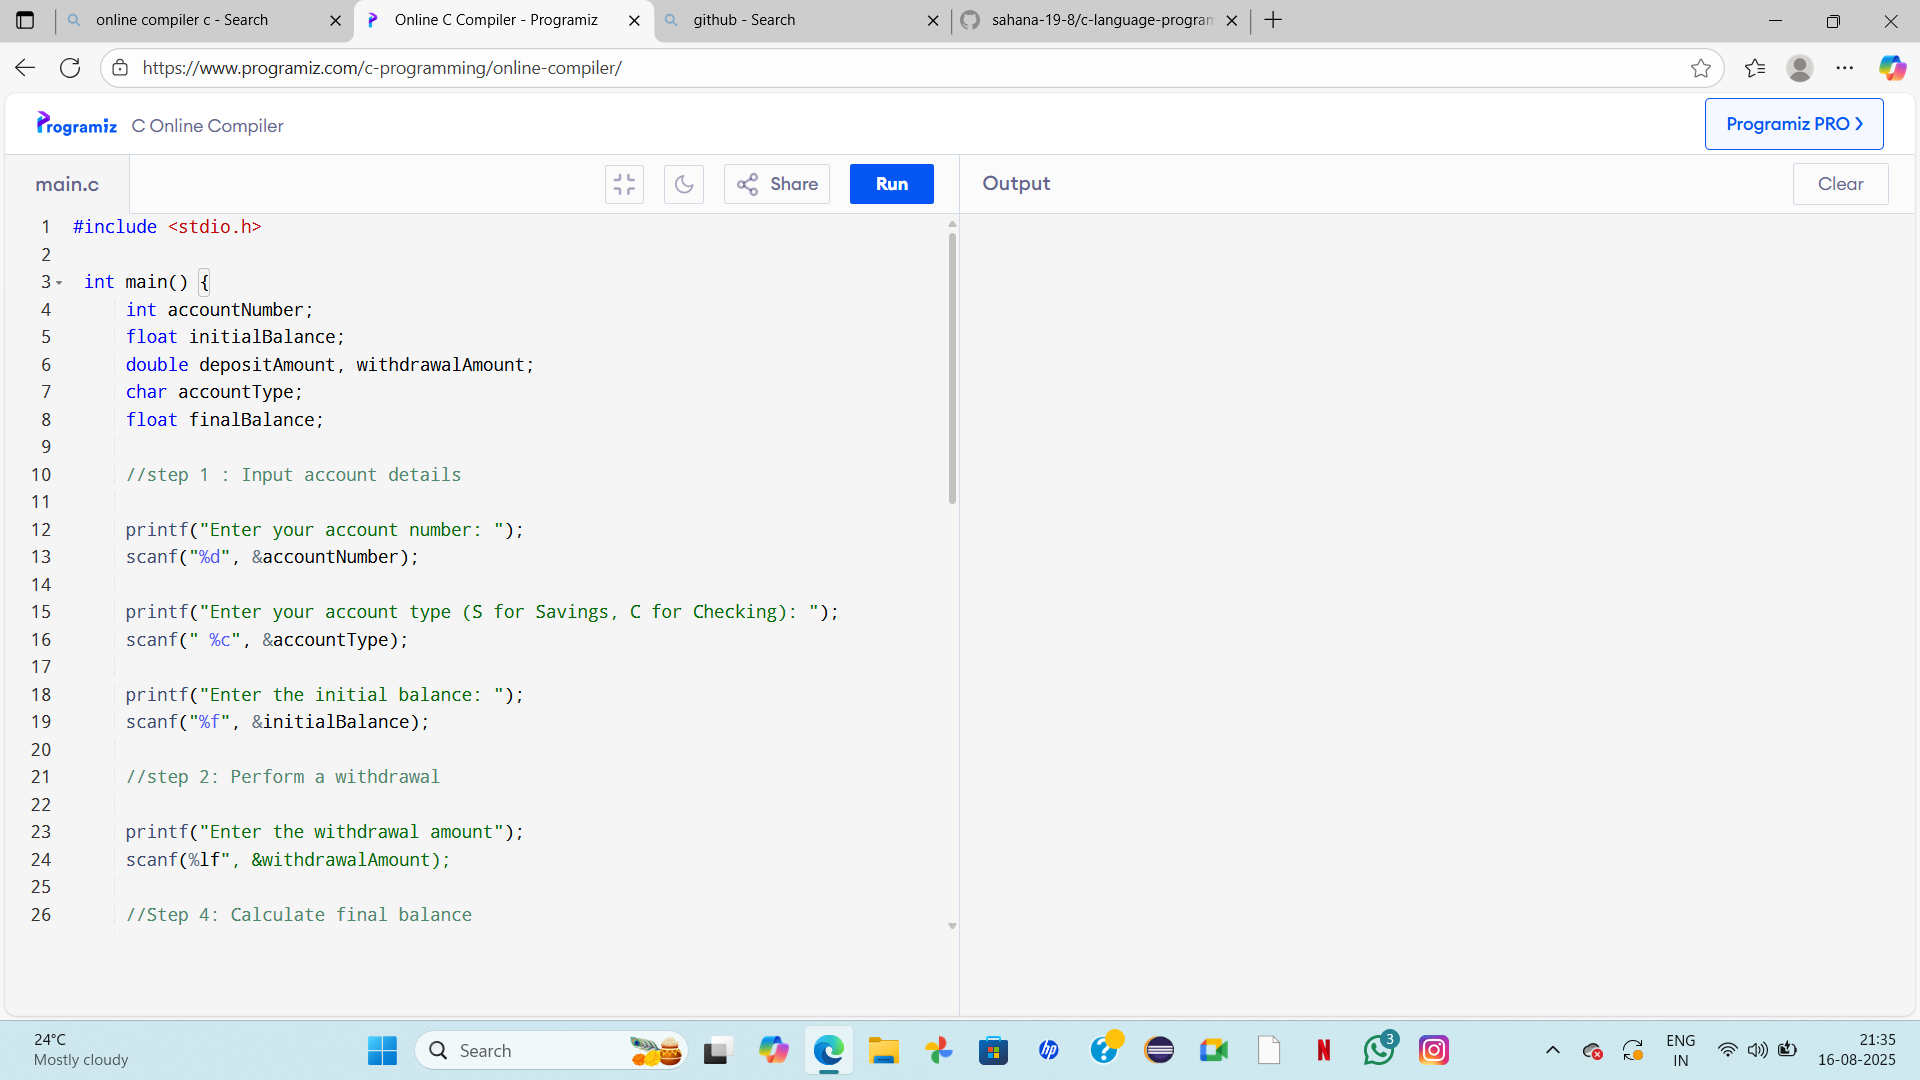 online compiler c - Search
Online C Compiler - Programiz
github - Search
sahana-19-8/c-language-program
https://www.programiz.com/c-programming/online-compiler/
Programiz C Online Compiler
Programiz PRO
main.c
Share
Run
Output
Clear
1 #include <stdio.h>
2
3 int main() {
4 int accountNumber;
5 float initialBalance;
6 double depositAmount, withdrawalAmount;
7 char accountType;
8 float finalBalance;
9
10 //step 1 : Input account details
11
12 printf("Enter your account number: ");
13 scanf("%d", &accountNumber);
14
15 printf("Enter your account type (S for Savings, C for Checking): ");
16 scanf(" %c", &accountType);
17
18 printf("Enter the initial balance: ");
19 scanf("%f", &initialBalance);
20
21 //step 2: Perform a withdrawal
22
23 printf("Enter the withdrawal amount");
24 scanf(%lf", &withdrawalAmount);
25
26 //Step 4: Calculate final balance
24°C
Mostly cloudy
Search
hp
N
3
ENG
IN
21:35
16-08-2025